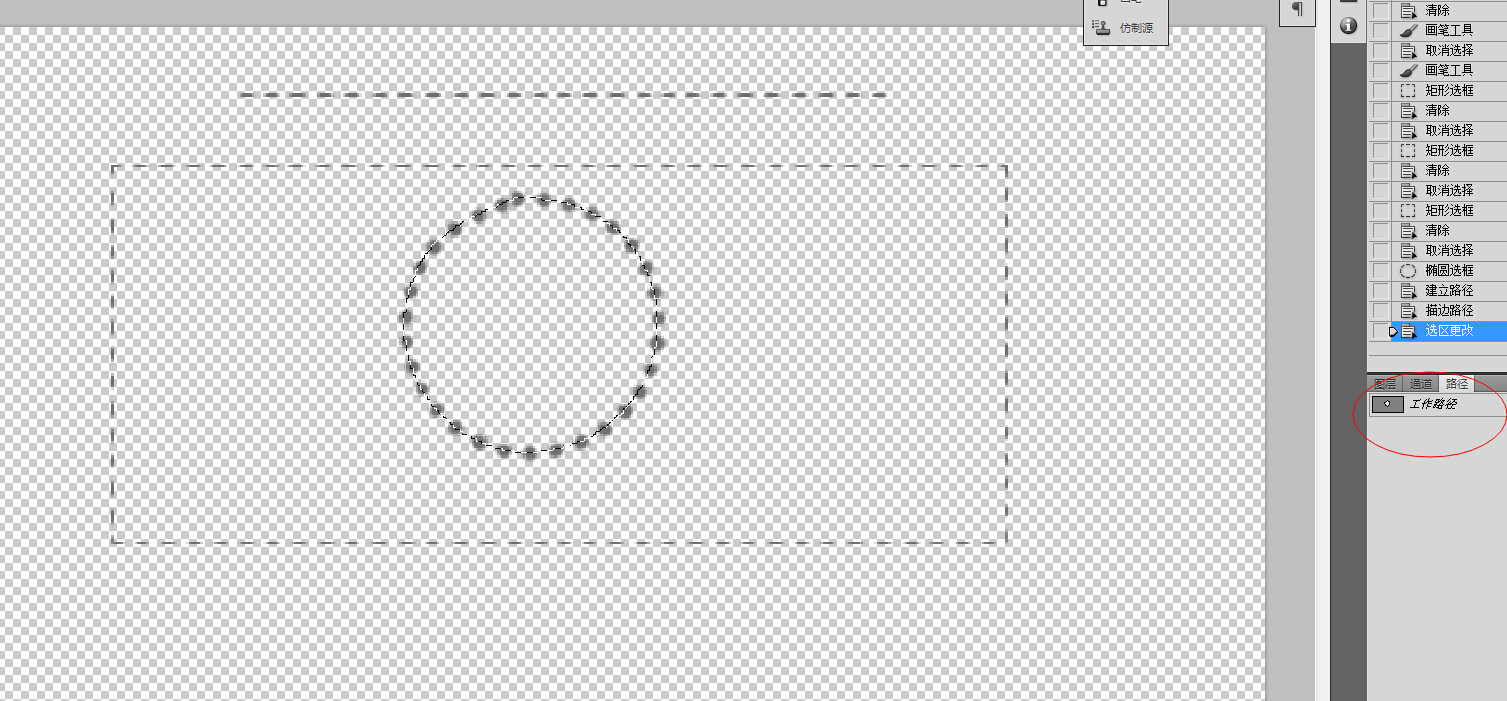 仿制源
清除
画笔工具
取消选择
画笔工具
矩形选框
清除
取消选择
矩形选框
清除
取消选择
矩形选框
清除
取消选择
椭圆选框
建立路径
描边路径
选区更改
图层 通道 路径
工作路径